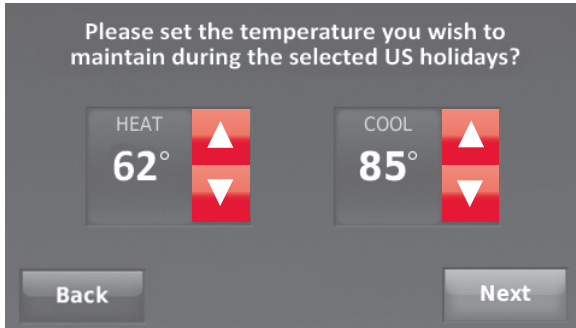 Please set the temperature you wish to
maintain during the selected US holidays?
HEAT COOL
62° 85°
Back Next